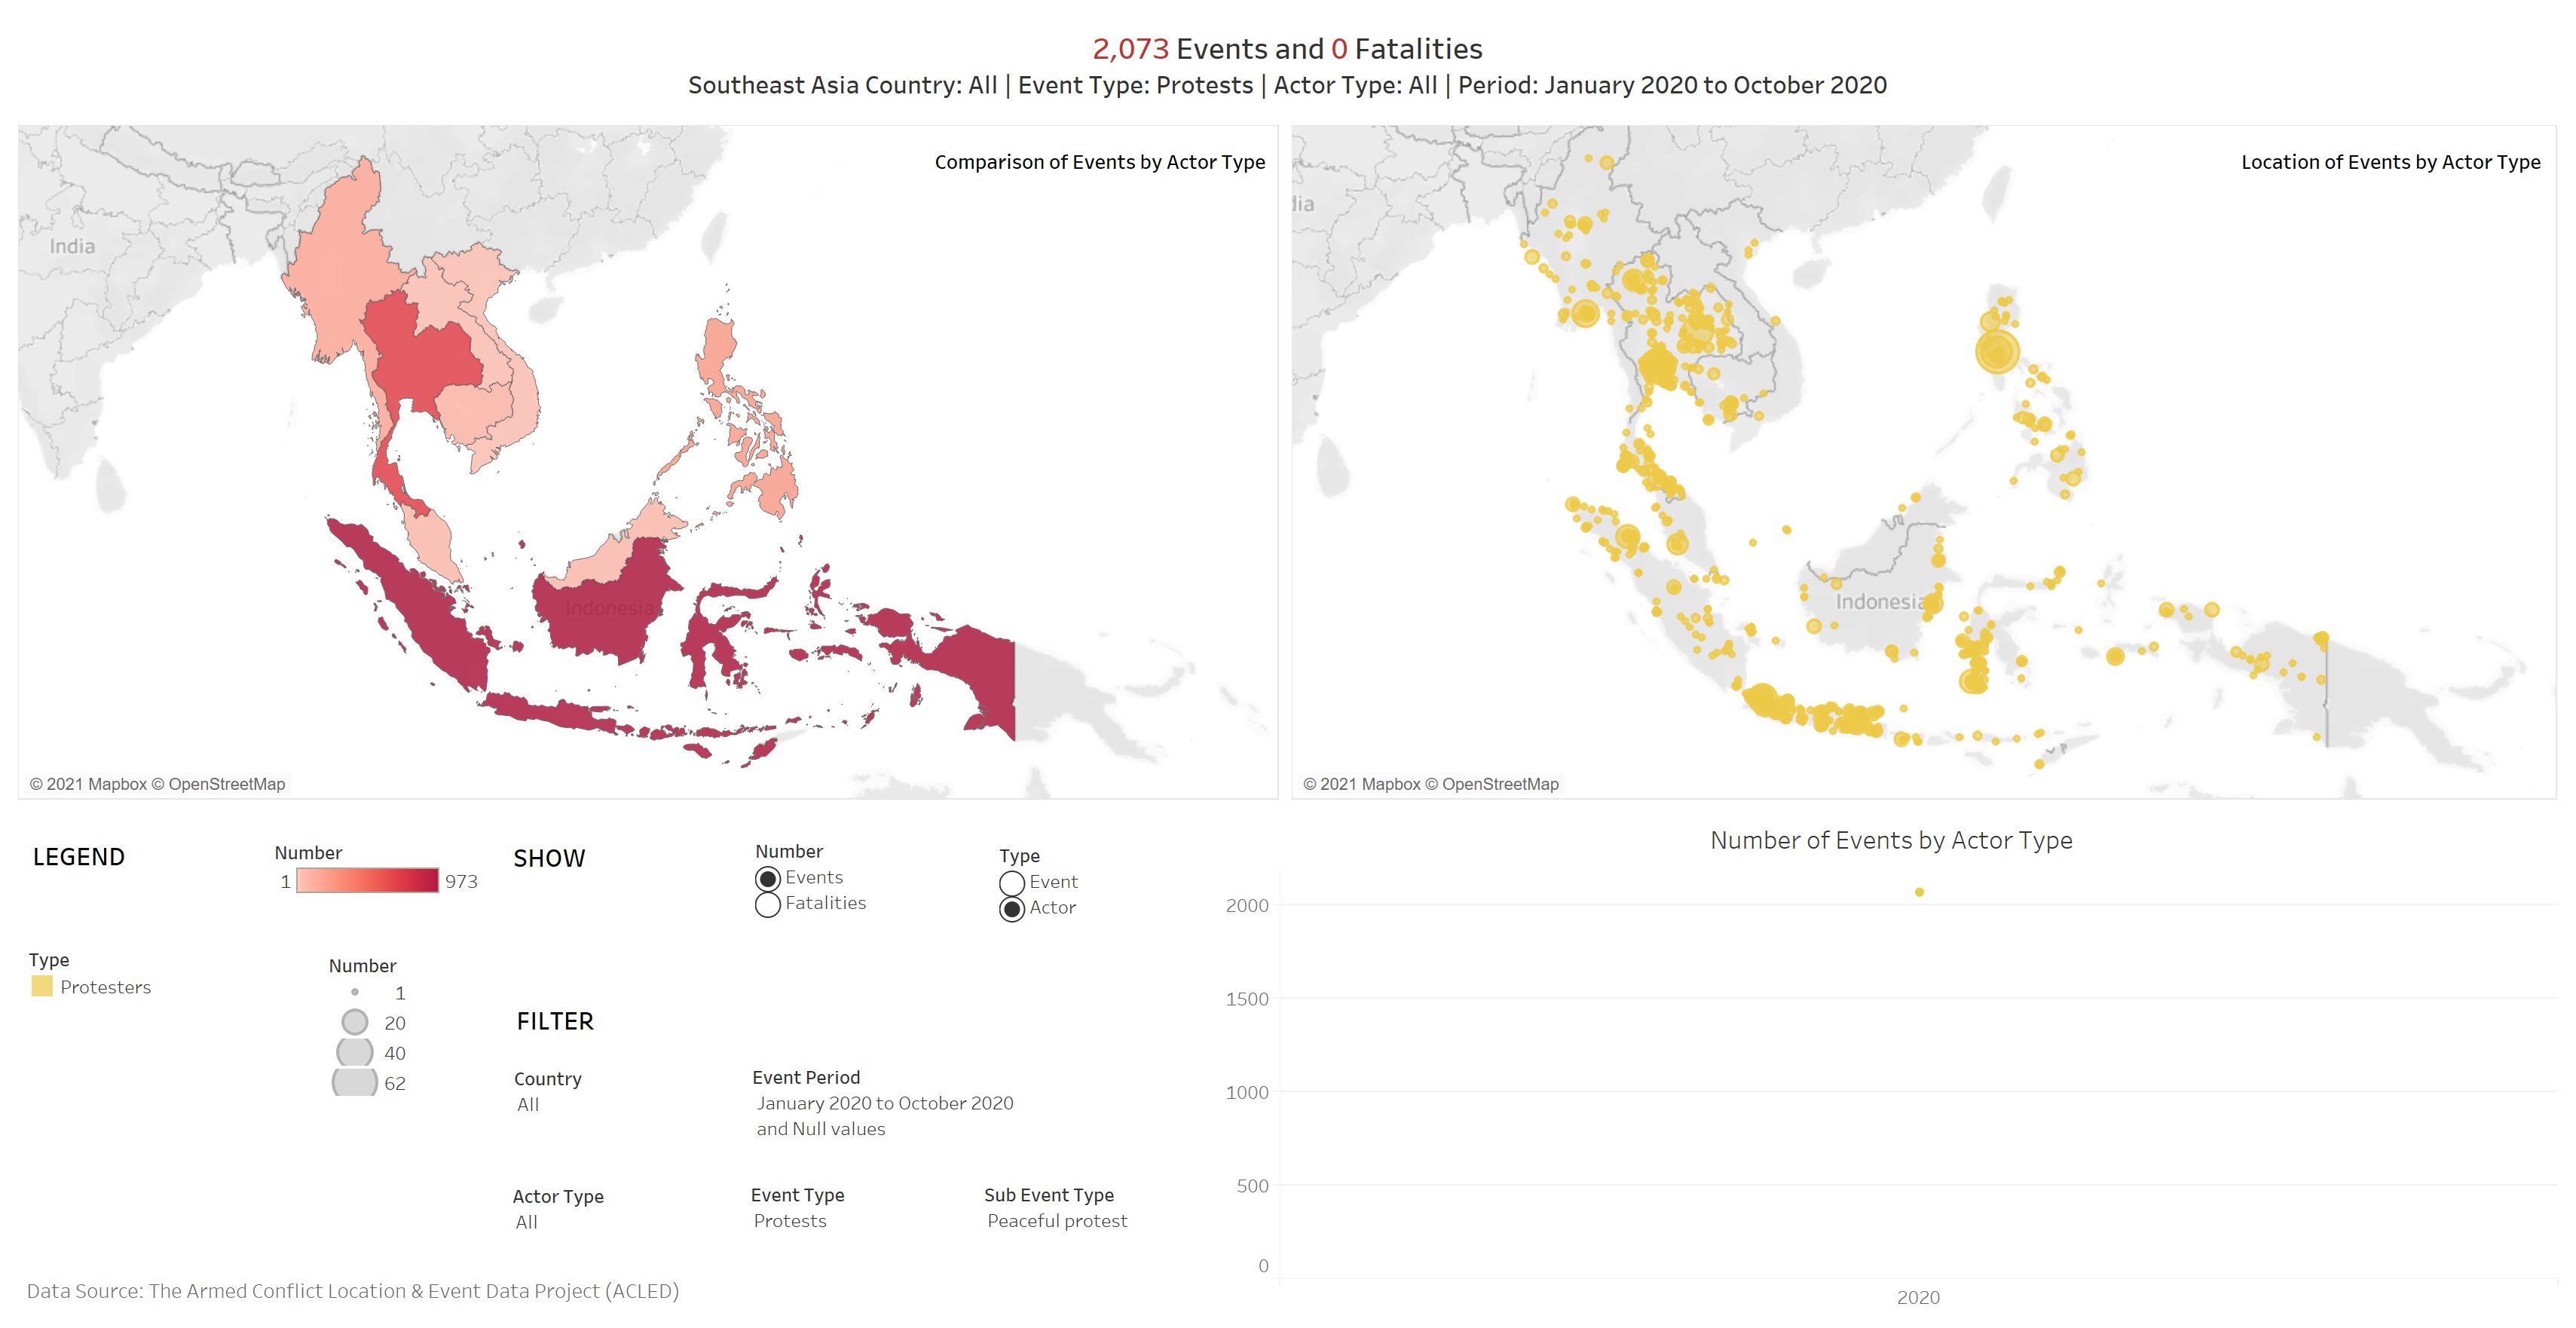 2,073 Events and 0 Fatalities
Southeast Asia Country: All | Event Type: Protests | Actor Type: All | Period: January 2020 to October 2020
Comparison of Events by Actor Type
India
Indonesia
© 2021 Mapbox © OpenStreetMap
Location of Events by Actor Type
dia
Indonesia
© 2021 Mapbox © OpenStreetMap
LEGEND
Number
1 973
Type
Protesters
Number
1
20
40
62
SHOW
Number
Events
Fatalities
Type
Event
Actor
FILTER
Country
All
Event Period
January 2020 to October 2020
and Null values
Actor Type
All
Event Type
Protests
Sub Event Type
Peaceful protest
Number of Events by Actor Type
2000
1500
1000
500
0
2020
Data Source: The Armed Conflict Location & Event Data Project (ACLED)